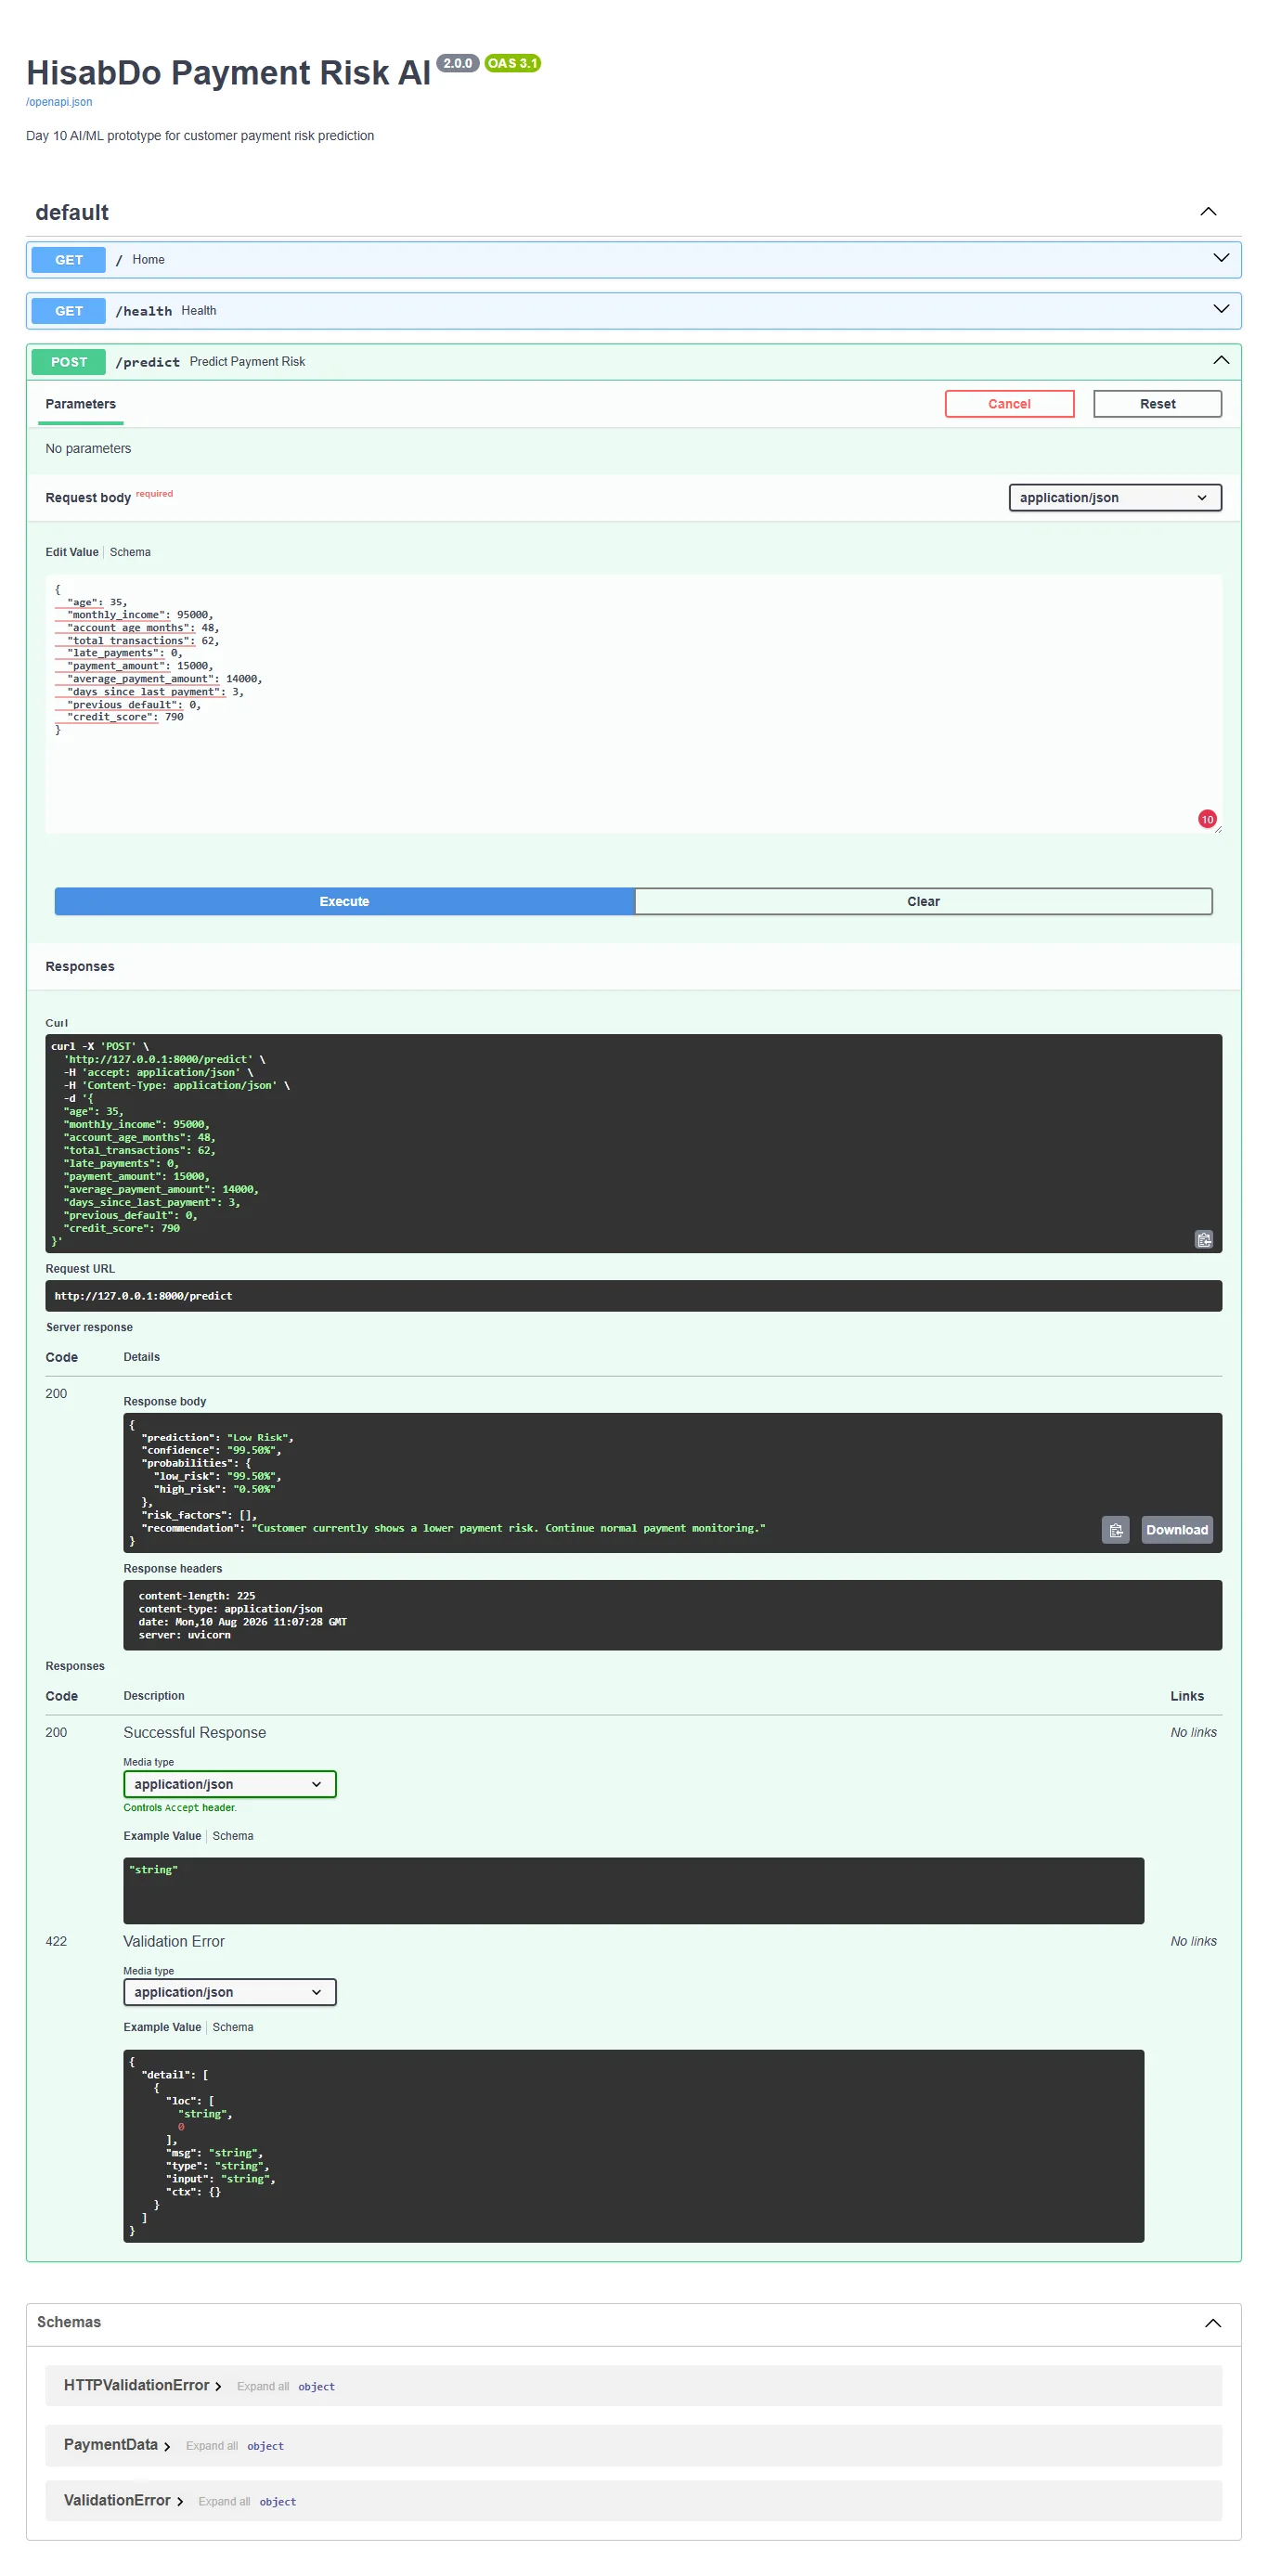 HisabDo Payment Risk AI 2.0.0 OAS 3.1
/openapi.json
Day 10 AI/ML prototype for customer payment risk prediction
default
GET / Home
GET /health Health
POST /predict Predict Payment Risk
Parameters Cancel Reset
No parameters
Request body required application/json
Edit Value Schema
{
"age": 35,
"monthly_income": 95000,
"account_age_months": 48,
"total_transactions": 62,
"late_payments": 0,
"payment_amount": 15000,
"average_payment_amount": 14000,
"days_since_last_payment": 3,
"previous_default": 0,
"credit_score": 790
}
10
Execute Clear
Responses
Curl
curl -X 'POST' \
'http://127.0.0.1:8000/predict' \
-H 'accept: application/json' \
-H 'Content-Type: application/json' \
-d '{
"age": 35,
"monthly_income": 95000,
"account_age_months": 48,
"total_transactions": 62,
"late_payments": 0,
"payment_amount": 15000,
"average_payment_amount": 14000,
"days_since_last_payment": 3,
"previous_default": 0,
"credit_score": 790
}'
Request URL
http://127.0.0.1:8000/predict
Server response
Code Details
200
Response body
{
"prediction": "Low Risk",
"confidence": "99.50%",
"probabilities": {
"low_risk": "99.50%",
"high_risk": "0.50%"
},
"risk_factors": [],
"recommendation": "Customer currently shows a lower payment risk. Continue normal payment monitoring."
}
Download
Response headers
content-length: 225
content-type: application/json
date: Mon,10 Aug 2026 11:07:28 GMT
server: uvicorn
Responses
Code Description Links
200 Successful Response No links
Media type
application/json
Controls Accept header.
Example Value Schema
"string"
422 Validation Error No links
Media type
application/json
Example Value Schema
{
"detail": [
{
"loc": [
"string",
0
],
"msg": "string",
"type": "string",
"input": "string",
"ctx": {}
}
]
}
Schemas
HTTPValidationError Expand all object
PaymentData Expand all object
ValidationError Expand all object